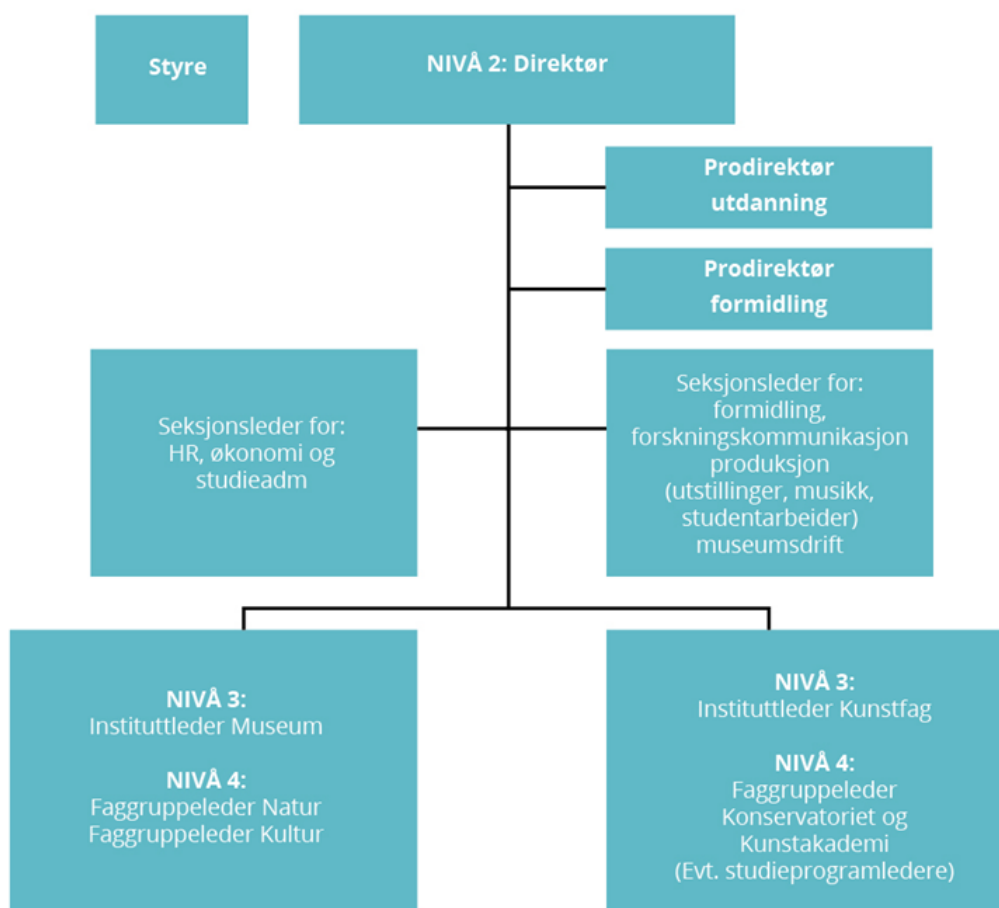 Styre
NIVÅ 2: Direktør
Prodirektør
utdanning
Prodirektør
formidling
Seksjonsleder for:
HR, økonomi og
studieadm
Seksjonsleder for:
formidling,
forskningskommunikasjon
produksjon
(utstillinger, musikk,
studentarbeider)
museumsdrift
NIVÅ 3:
Instituttleder Museum
NIVÅ 4:
Faggruppeleder Natur
Faggruppeleder Kultur
NIVÅ 3:
Instituttleder Kunstfag
NIVÅ 4:
Faggruppeleder
Konservatoriet og
Kunstakademi
(Evt. studieprogramledere)